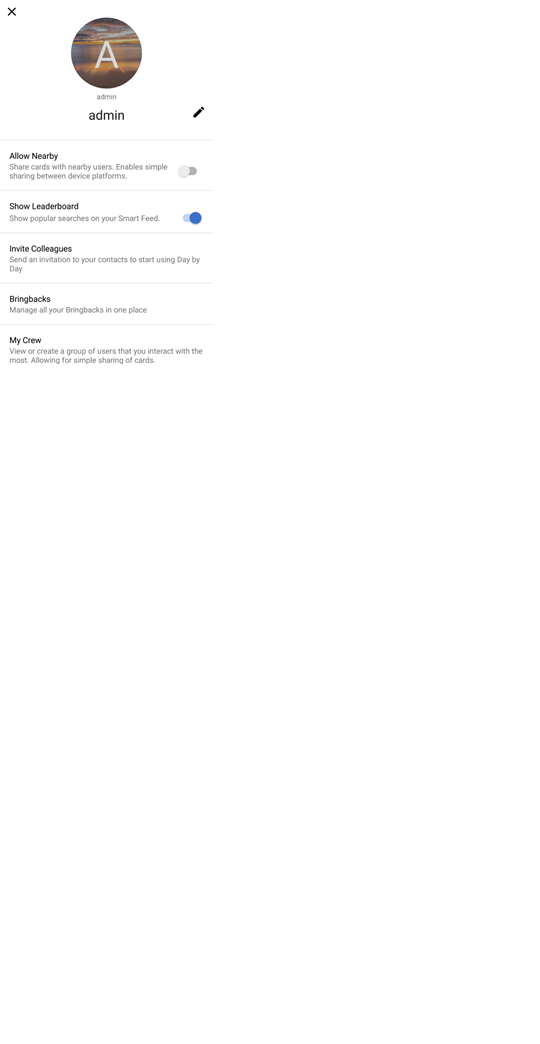 A
admin
admin
Allow Nearby
Share cards with nearby users. Enables simple
sharing between device platforms.
Show Leaderboard
Show popular searches on your Smart Feed.
Invite Colleagues
Send an invitation to your contacts to start using Day by
Day
Bringbacks
Manage all your Bringbacks in one place
My Crew
View or create a group of users that you interact with the
most. Allowing for simple sharing of cards.